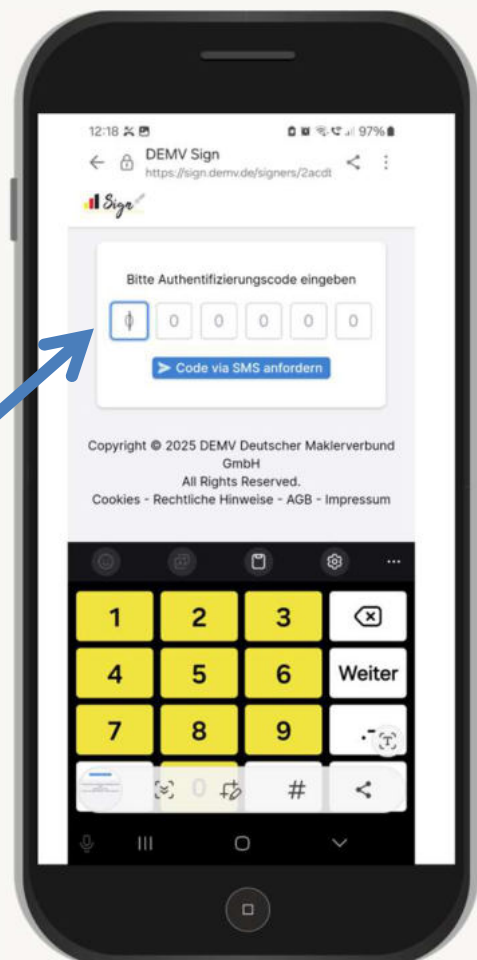 12:18
97%
DEMV Sign
https://sign.demv.de/signers/2acdt
Sign
Bitte Authentifizierungscode eingeben
0 0 0 0 0 0
Code via SMS anfordern
Copyright © 2025 DEMV Deutscher Maklerverbund
GmbH
All Rights Reserved.
Cookies - Rechtliche Hinweise - AGB - Impressum
1 2 3
4 5 6 Weiter
7 8 9 .-
0 #